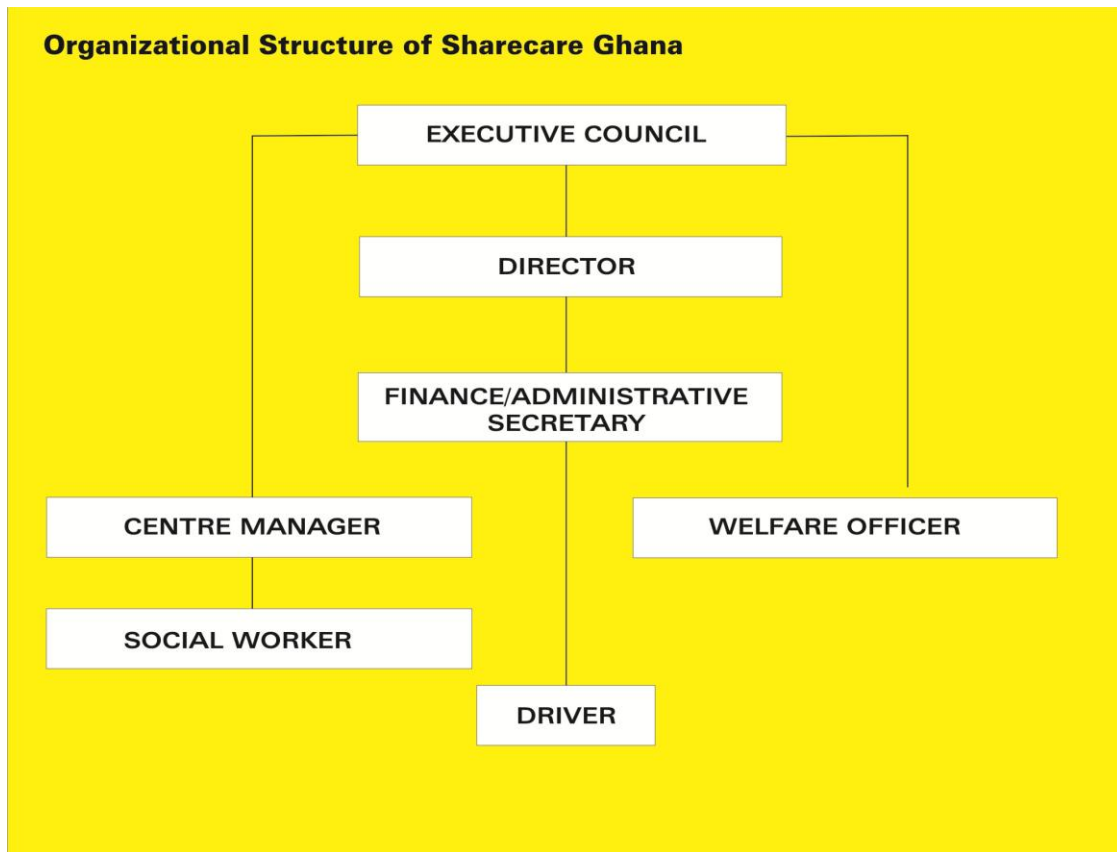 Organizational Structure of Sharecare Ghana
EXECUTIVE COUNCIL
DIRECTOR
FINANCE/ADMINISTRATIVE
SECRETARY
CENTRE MANAGER
WELFARE OFFICER
SOCIAL WORKER
DRIVER